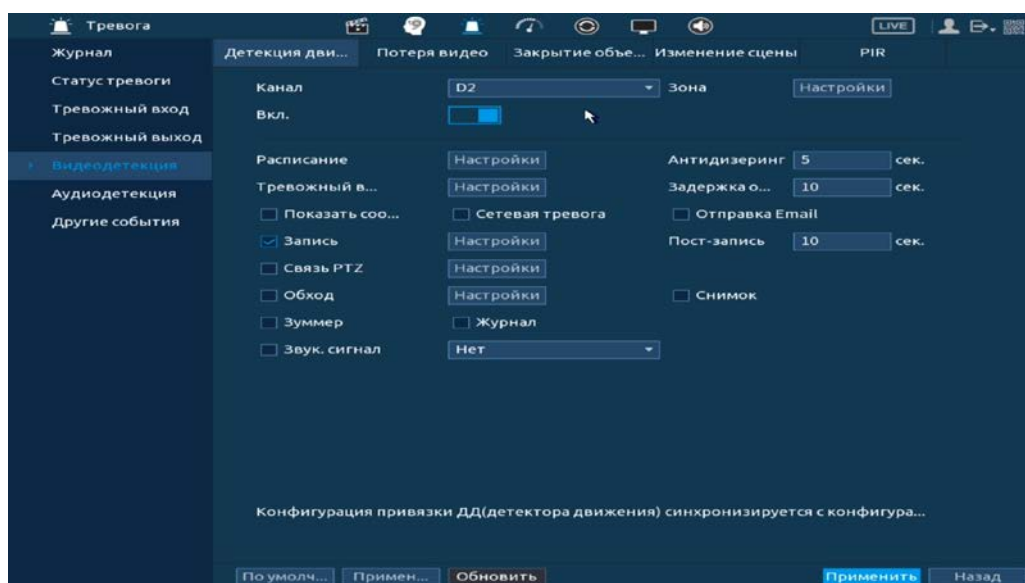 Тревога LIVE
Журнал
Статус тревоги
Тревожный вход
Тревожный выход
Видеодетекция
Аудиодетекция
Другие события
Детекция дви... Потеря видео Закрытие объе... Изменение сцены PIR
Канал D2 Зона Настройки
Вкл.
Расписание Настройки Антидизеринг 5 сек.
Тревожный в... Настройки Задержка о... 10 сек.
Показать соо... Сетевая тревога Отправка Email
Запись Настройки Пост-запись 10 сек.
Связь PTZ Настройки
Обход Настройки Снимок
Зуммер Журнал
Звук. сигнал Нет
Конфигурация привязки ДД(детектора движения) синхронизируется с конфигура...
По умолч... Примен... Обновить Применить Назад